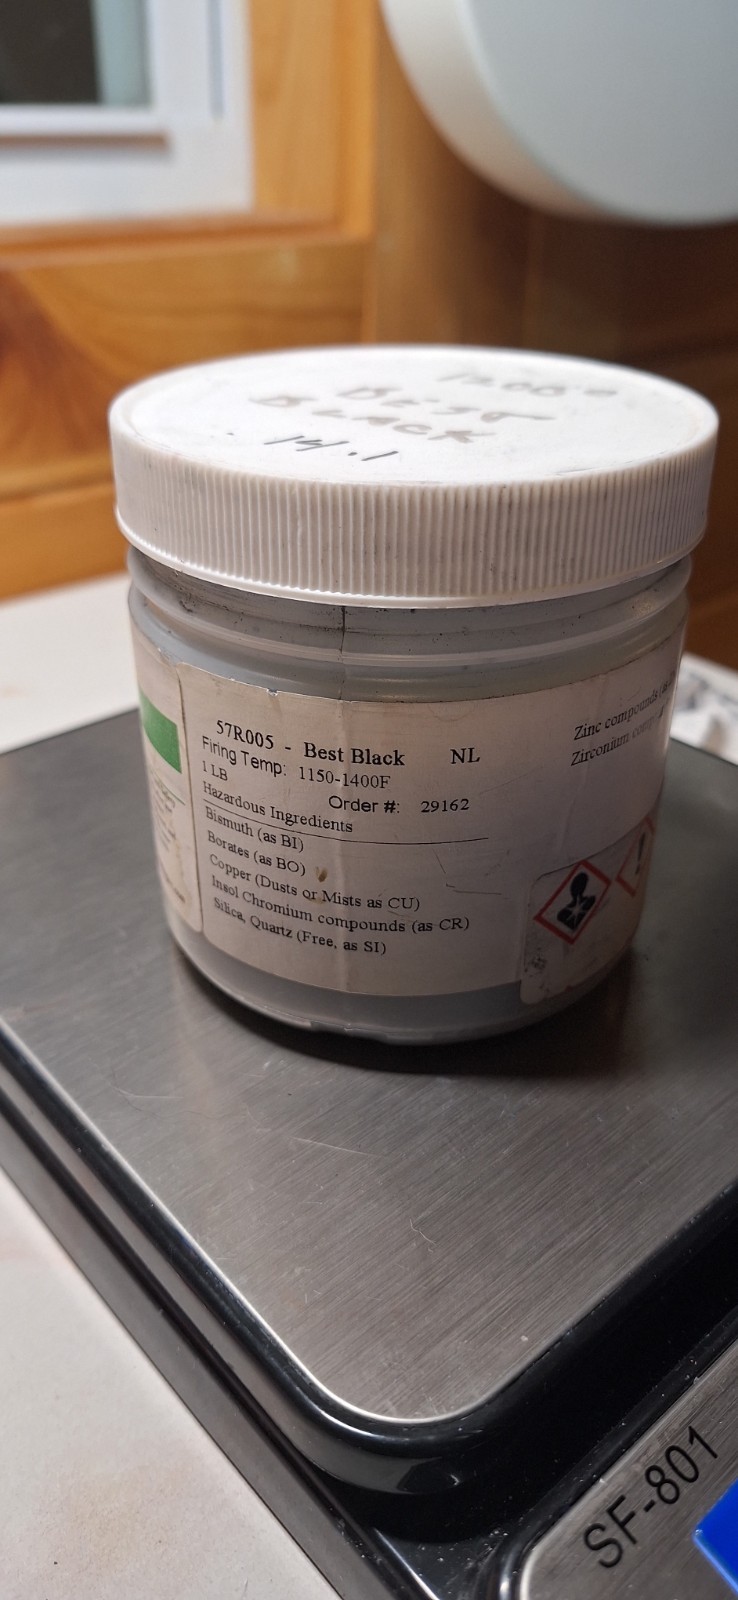 1200°
BEST
BLACK
14.1
57R005 - Best Black NL
Firing Temp: 1150-1400F
1 LB
Order #: 29162
Hazardous Ingredients
Bismuth (as BI)
Borates (as BO)
Copper (Dusts or Mists as CU)
Insol Chromium compounds (as CR)
Silica, Quartz (Free, as SI)
Zinc compounds (as
Zirconium
SF-801